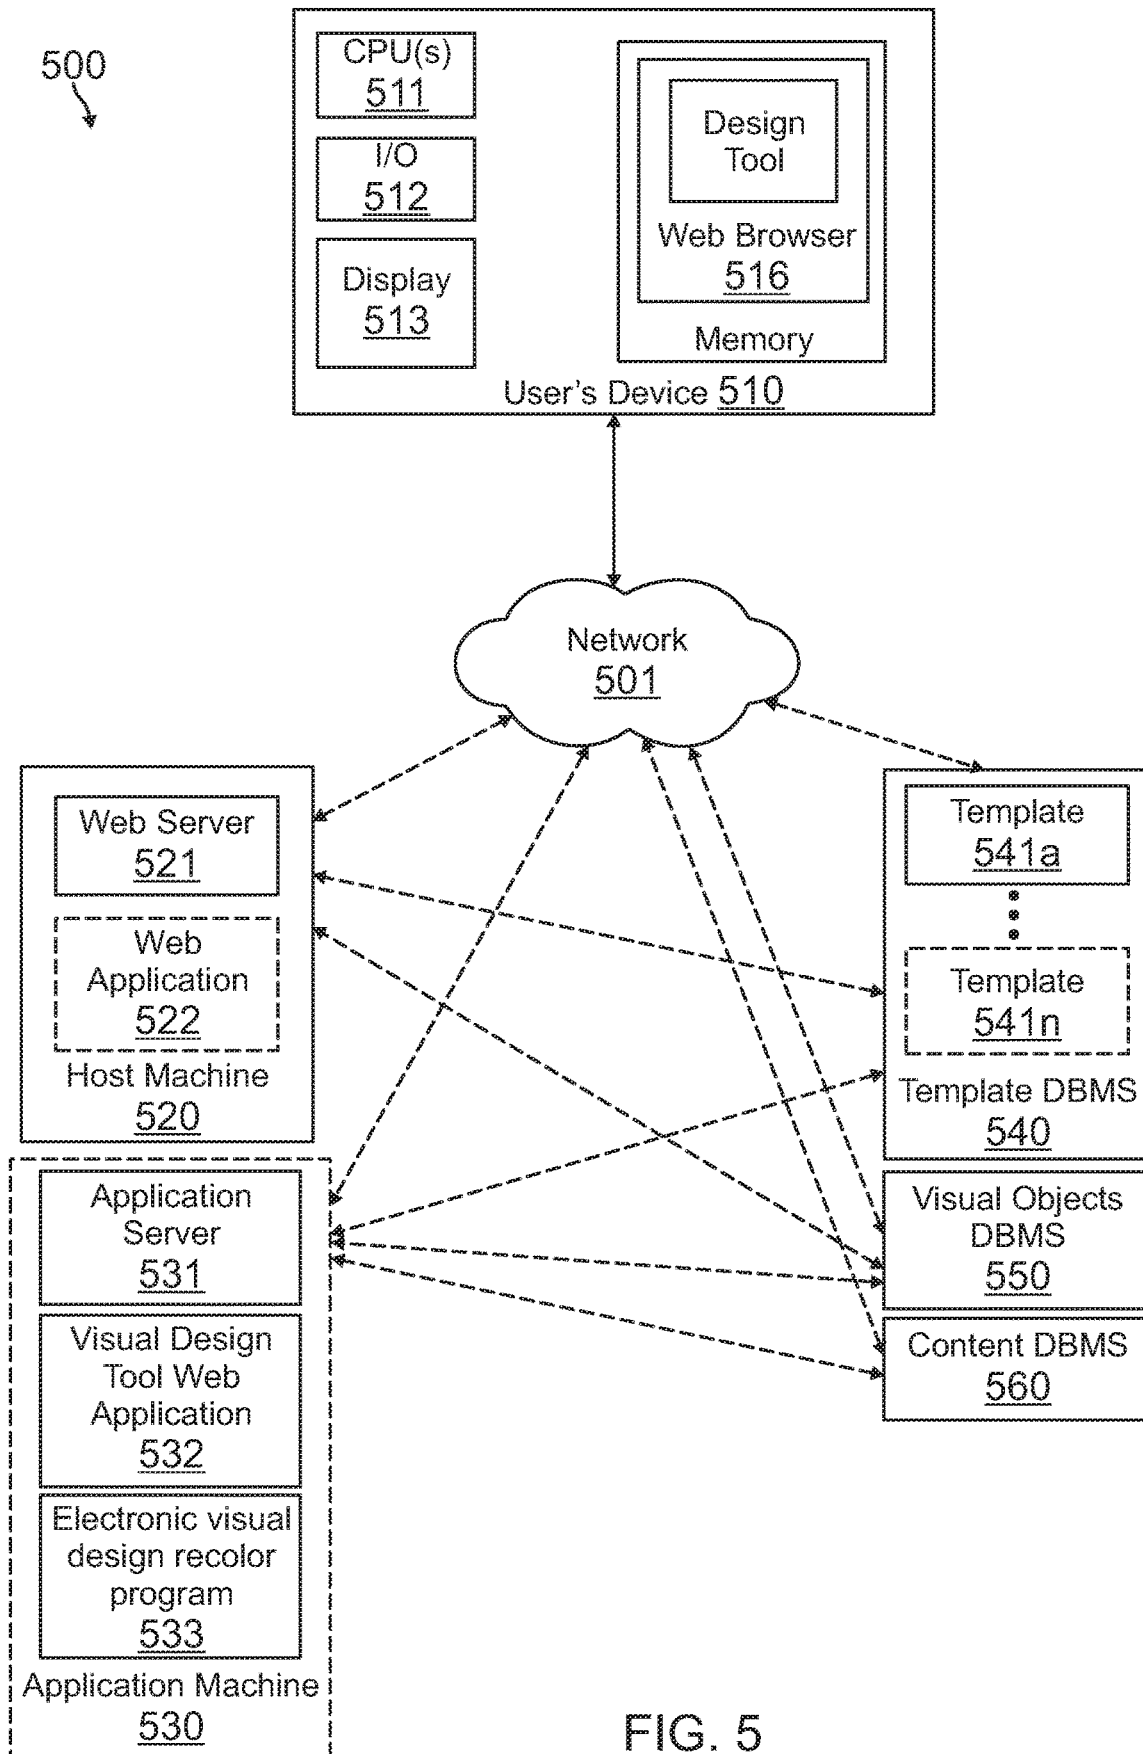 500
CPU(s)
511
I/O
512
Display
513
Design
Tool
Web Browser
516
Memory
User's Device 510
Network
501
Web Server
521
Web
Application
522
Host Machine
520
Template
541a
Template
541n
Template DBMS
540
Application
Server
531
Visual Design
Tool Web
Application
532
Electronic visual
design recolor
program
533
Application Machine
530
Visual Objects
DBMS
550
Content DBMS
560
FIG. 5